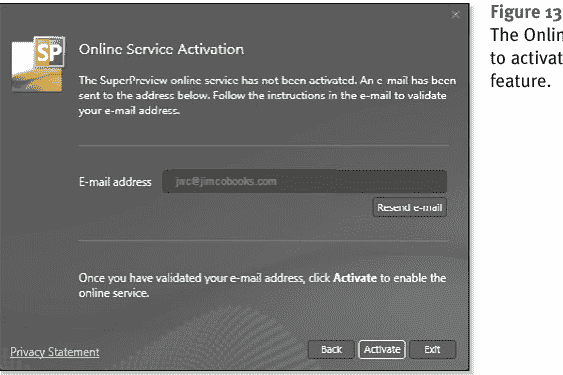 SP
Online Service Activation
The SuperPreview online service has not been activated. An e-mail has been
sent to the address below. Follow the instructions in the e-mail to validate
your e-mail address.
E-mail address jwc@jimcobooks.com
Resend e-mail
Once you have validated your e-mail address, click Activate to enable the
online service.
Privacy Statement
Back Activate Exit
Figure 13
The Onlin
to activat
feature.